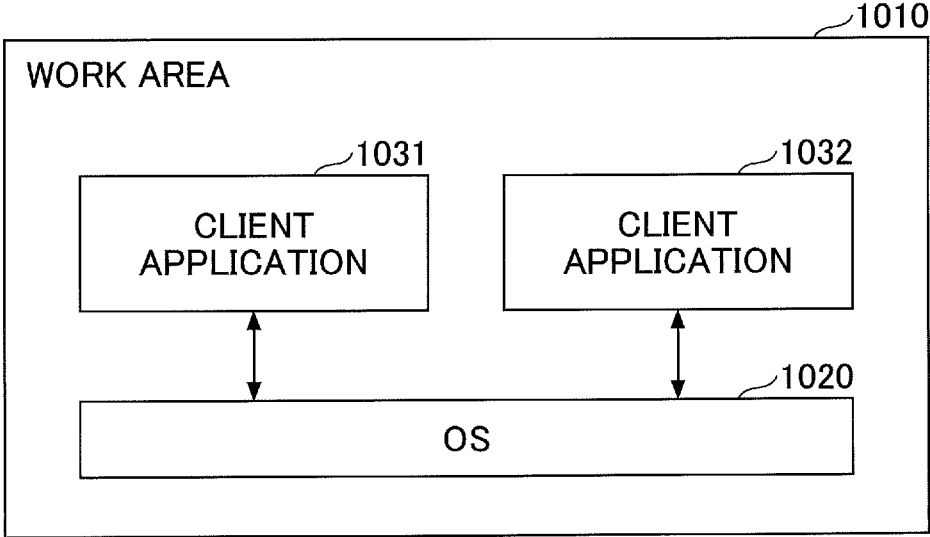 1010
WORK AREA
1031
1032
CLIENT
APPLICATION
CLIENT
APPLICATION
1020
OS